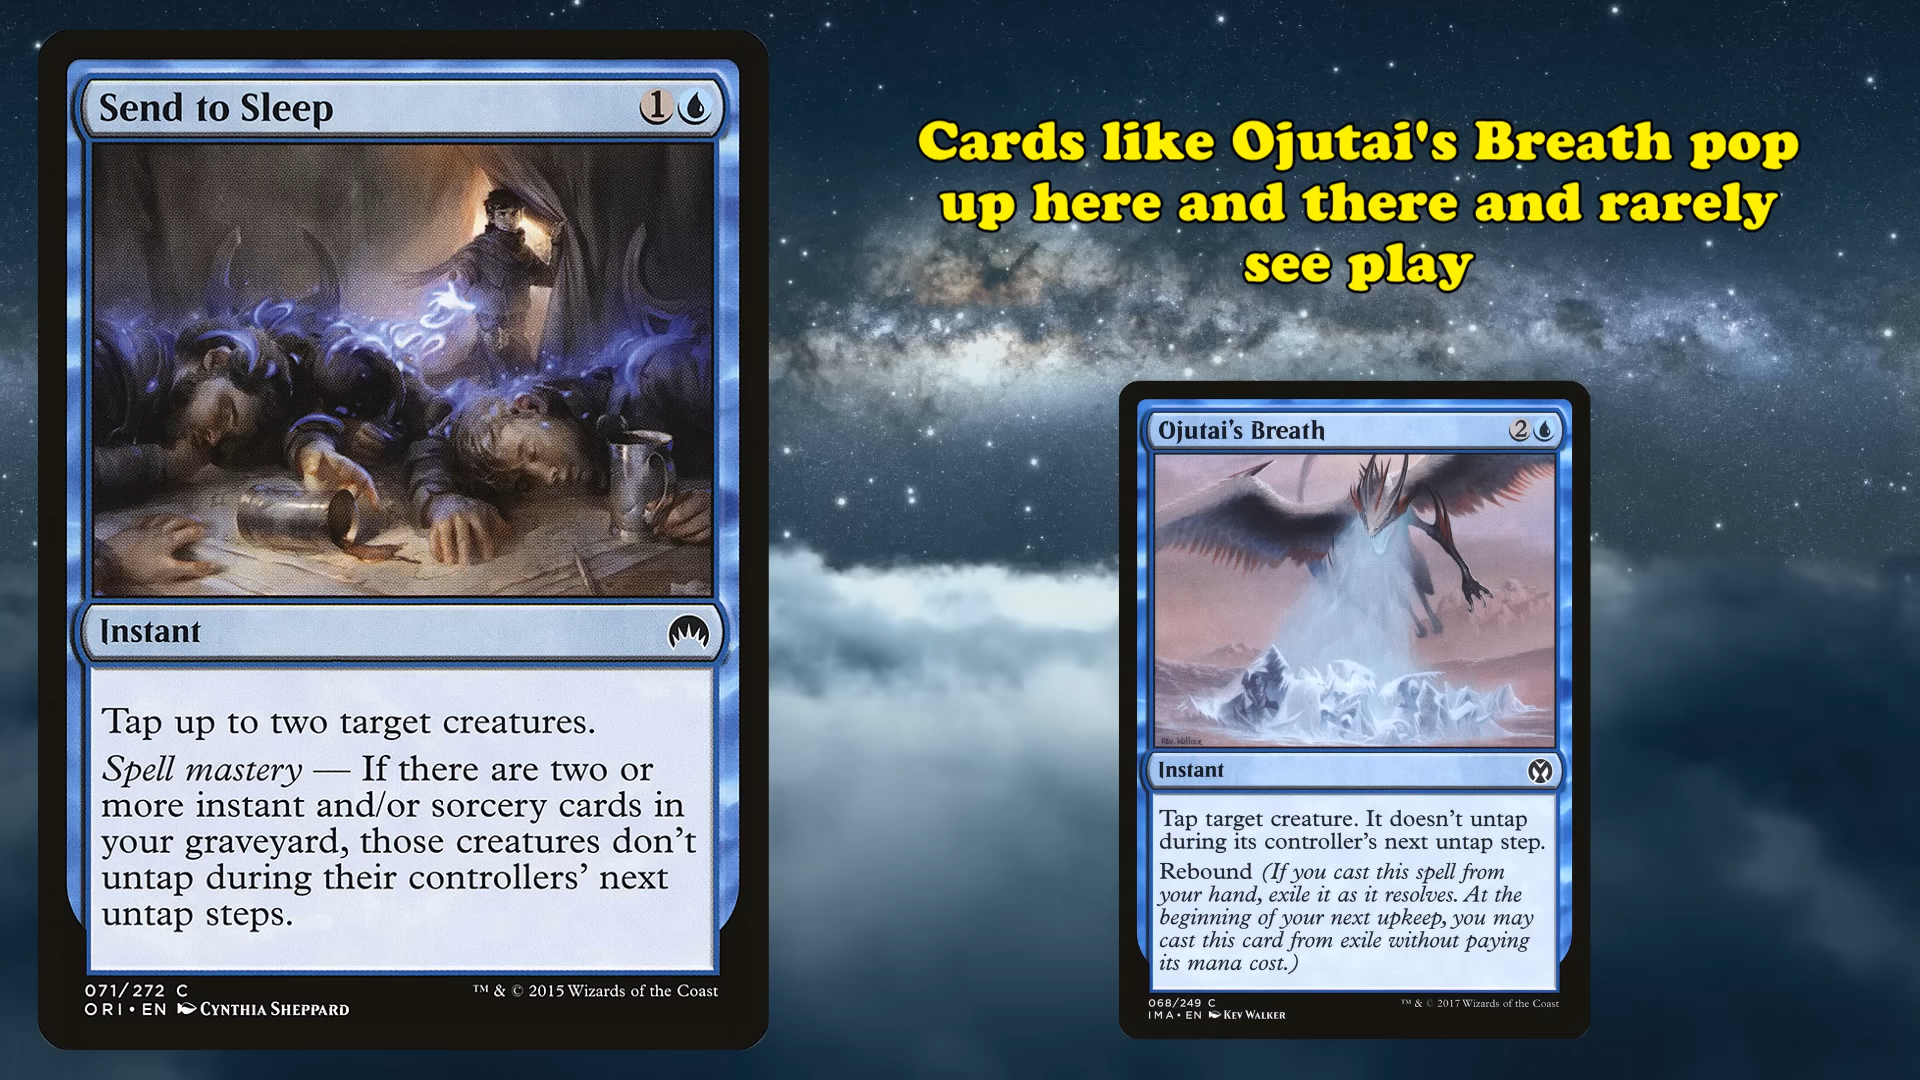 Send to Sleep 1
Instant
Tap up to two target creatures.
Spell mastery — If there are two or
more instant and/or sorcery cards in
your graveyard, those creatures don't
untap during their controllers' next
untap steps.
071/272 C
ORI • EN Cynthia Sheppard
™ & © 2015 Wizards of the Coast
Cards like Ojutai's Breath pop
up here and there and rarely
see play
Ojutai's Breath 2
Kev Walker
Instant
Tap target creature. It doesn't untap
during its controller's next untap step.
Rebound (If you cast this spell from
your hand, exile it as it resolves. At the
beginning of your next upkeep, you may
cast this card from exile without paying
its mana cost.)
068/249 C
IMA • EN Kev Walker
™ & © 2017 Wizards of the Coast